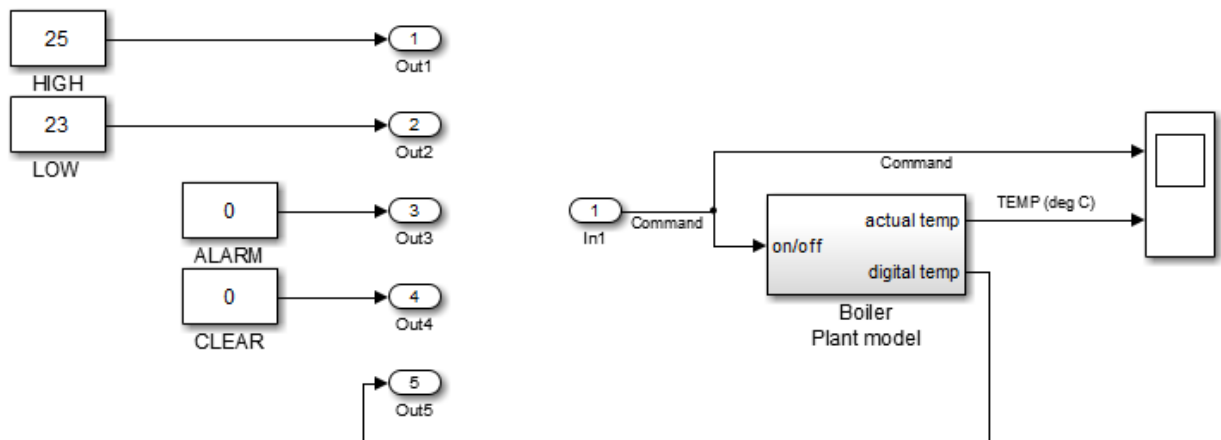 25
HIGH
1
Out1
23
LOW
2
Out2
0
ALARM
3
Out3
0
CLEAR
4
Out4
5
Out5
1
In1
Command
Command
TEMP (deg C)
on/off
actual temp
digital temp
Boiler
Plant model